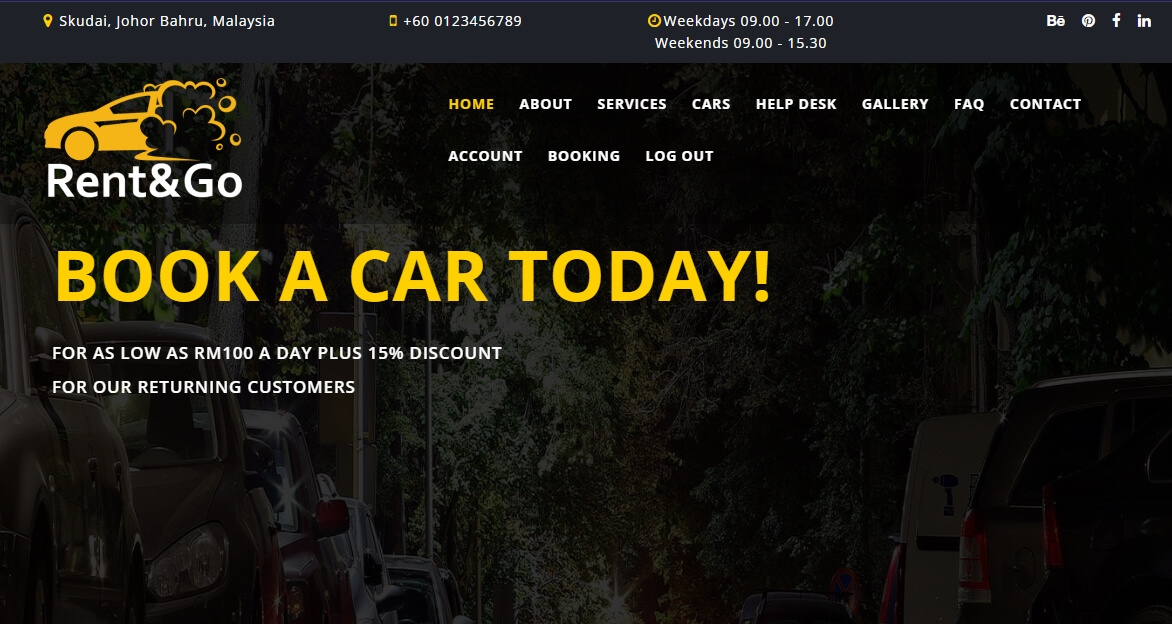 Skudai, Johor Bahru, Malaysia
+60 0123456789
Weekdays 09.00 - 17.00
Weekends 09.00 - 15.30
Bē
Rent&Go
HOME ABOUT SERVICES CARS HELP DESK GALLERY FAQ CONTACT
ACCOUNT BOOKING LOG OUT
BOOK A CAR TODAY!
FOR AS LOW AS RM100 A DAY PLUS 15% DISCOUNT
FOR OUR RETURNING CUSTOMERS